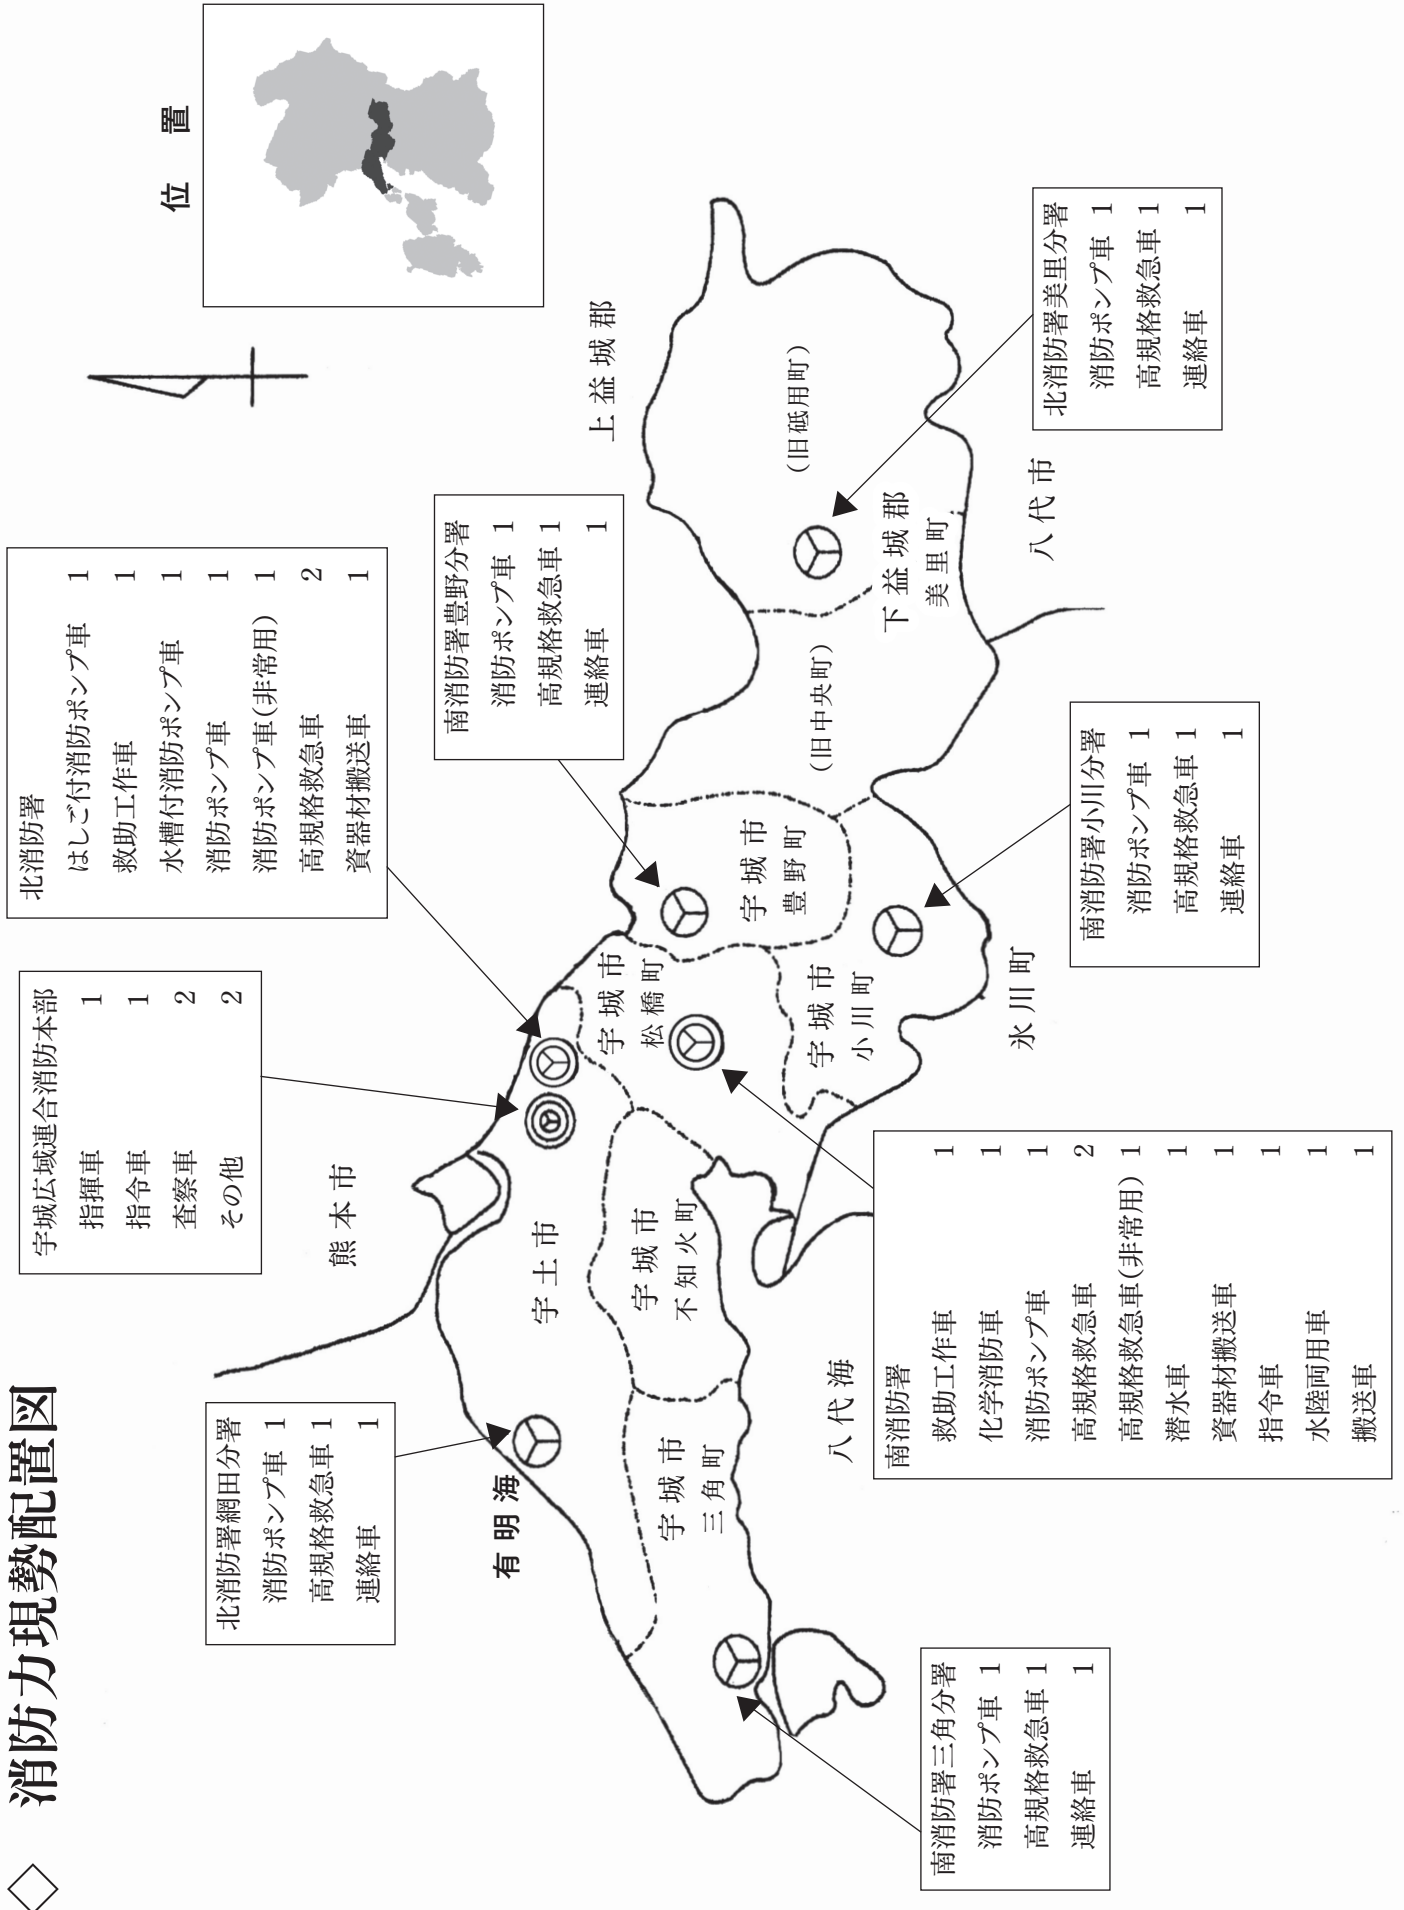 ◇ 消防力現勢配置図
位置
宇城広域連合消防本部
指揮車 1
指令車 1
査察車 2
その他 2
北消防署
はしご付消防ポンプ車 1
救助工作車 1
水槽付消防ポンプ車 1
消防ポンプ車 1
消防ポンプ車(非常用) 1
高規格救急車 2
資器材搬送車 1
北消防署網田分署
消防ポンプ車 1
高規格救急車 1
連絡車 1
南消防署豊野分署
消防ポンプ車 1
高規格救急車 1
連絡車 1
熊本市
上益城郡
有明海
宇土市
宇城市
三角町
宇城市
不知火町
宇城市
松橋町
宇城市
豊野町
宇城市
小川町
(旧中央町)
(旧砥用町)
下益城郡
美里町
八代海
氷川町
八代市
南消防署三角分署
消防ポンプ車 1
高規格救急車 1
連絡車 1
南消防署
救助工作車 1
化学消防車 1
消防ポンプ車 1
高規格救急車 2
高規格救急車(非常用) 1
潜水車 1
資器材搬送車 1
指令車 1
水陸両用車 1
搬送車 1
南消防署小川分署
消防ポンプ車 1
高規格救急車 1
連絡車 1
北消防署美里分署
消防ポンプ車 1
高規格救急車 1
連絡車 1